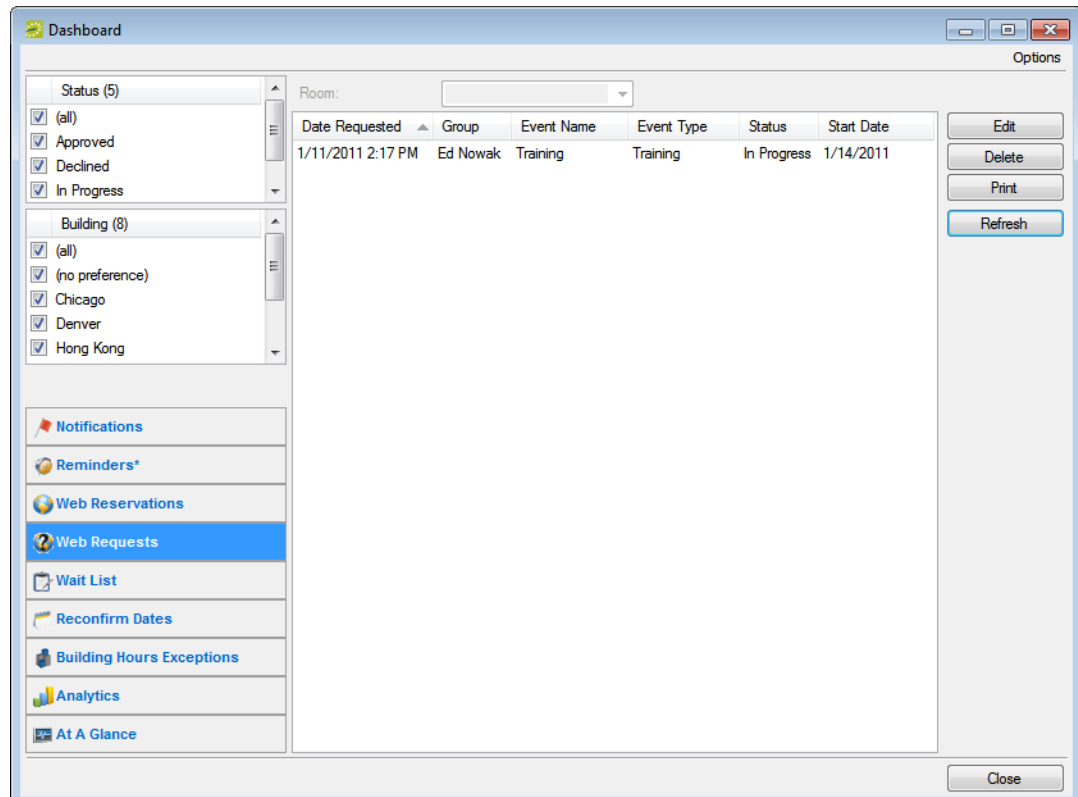 Dashboard
Options
Status (5)
(all)
Approved
Declined
In Progress
Building (8)
(all)
(no preference)
Chicago
Denver
Hong Kong
Notifications
Reminders*
Web Reservations
Web Requests
Wait List
Reconfirm Dates
Building Hours Exceptions
Analytics
At A Glance
Room:
Date Requested Group Event Name Event Type Status Start Date
1/11/2011 2:17 PM Ed Nowak Training Training In Progress 1/14/2011
Edit
Delete
Print
Refresh
Close